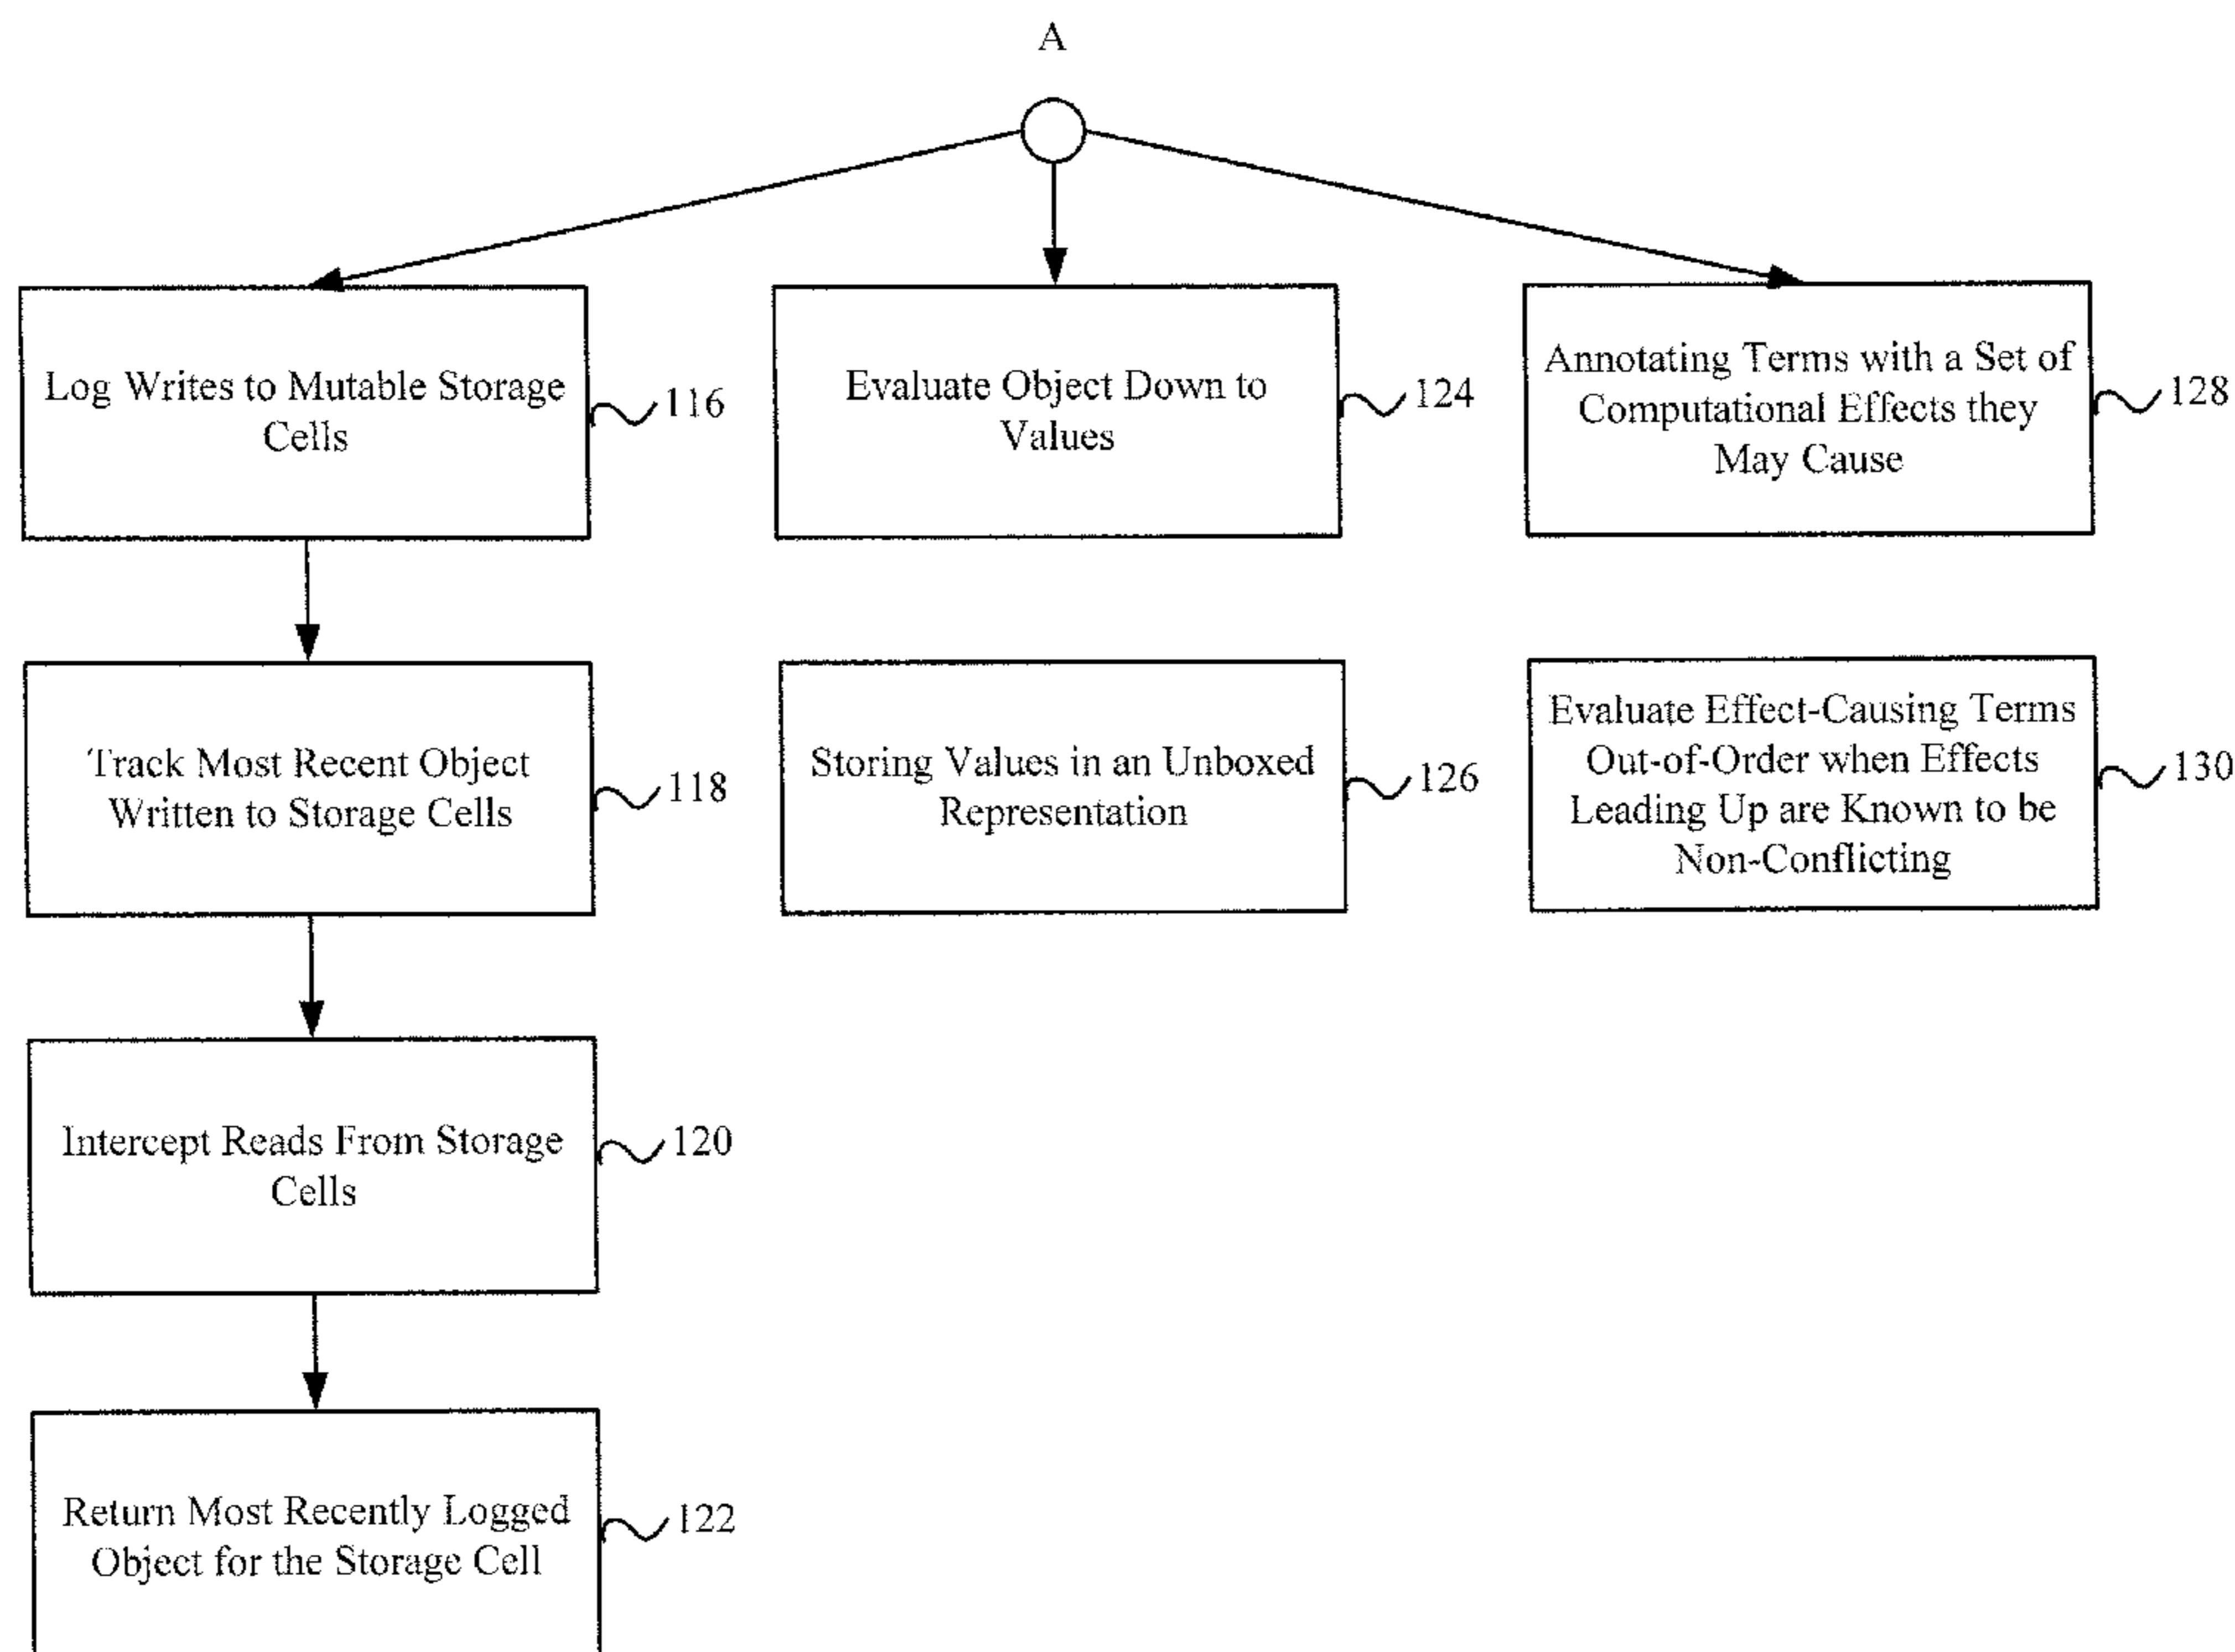 A
Log Writes to Mutable Storage
Cells
116
Evaluate Object Down to
Values
124
Annotating Terms with a Set of
Computational Effects they
May Cause
128
Track Most Recent Object
Written to Storage Cells
118
Storing Values in an Unboxed
Representation
126
Evaluate Effect-Causing Terms
Out-of-Order when Effects
Leading Up are Known to be
Non-Conflicting
130
Intercept Reads From Storage
Cells
120
Return Most Recently Logged
Object for the Storage Cell
122